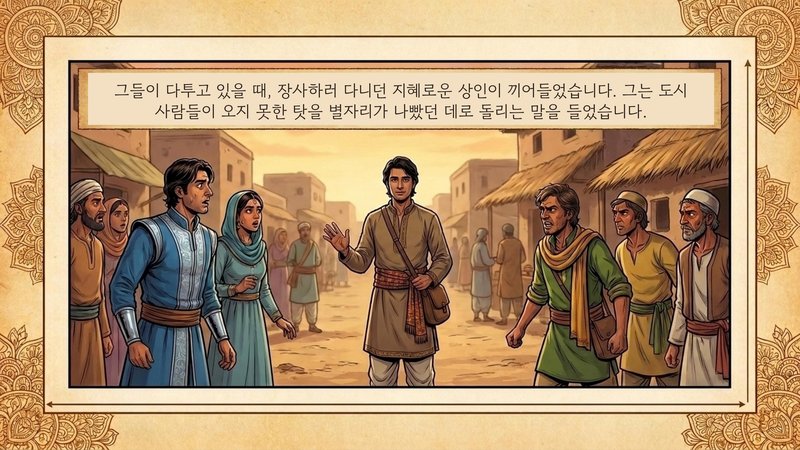 그들이 다투고 있을 때, 장사하러 다니던 지혜로운 상인이 끼어들었습니다. 그는 도시
사람들이 오지 못한 탓을 별자리가 나빴던 데로 돌리는 말을 들었습니다.